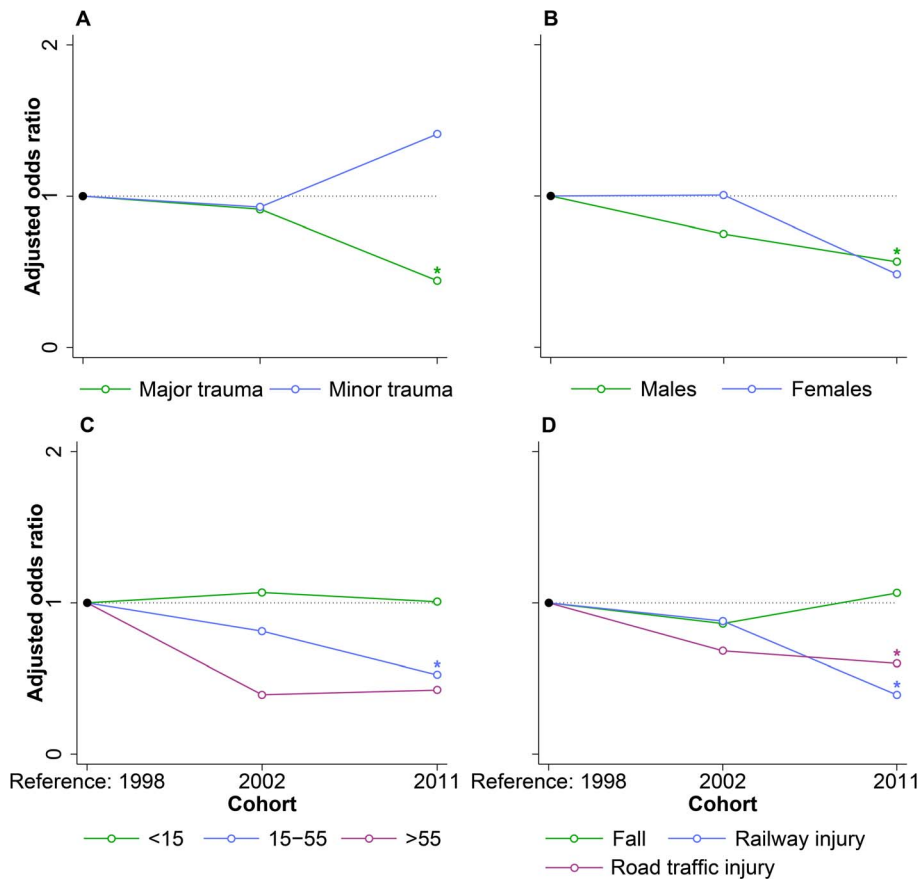 A
2
1
0
Adjusted odds ratio
*
Major trauma Minor trauma
B
*
Males Females
C
2
1
0
Adjusted odds ratio
*
Reference: 1998 2002 2011
Cohort
<15 15−55 >55
D
*
*
Reference: 1998 2002 2011
Cohort
Fall Railway injury
Road traffic injury